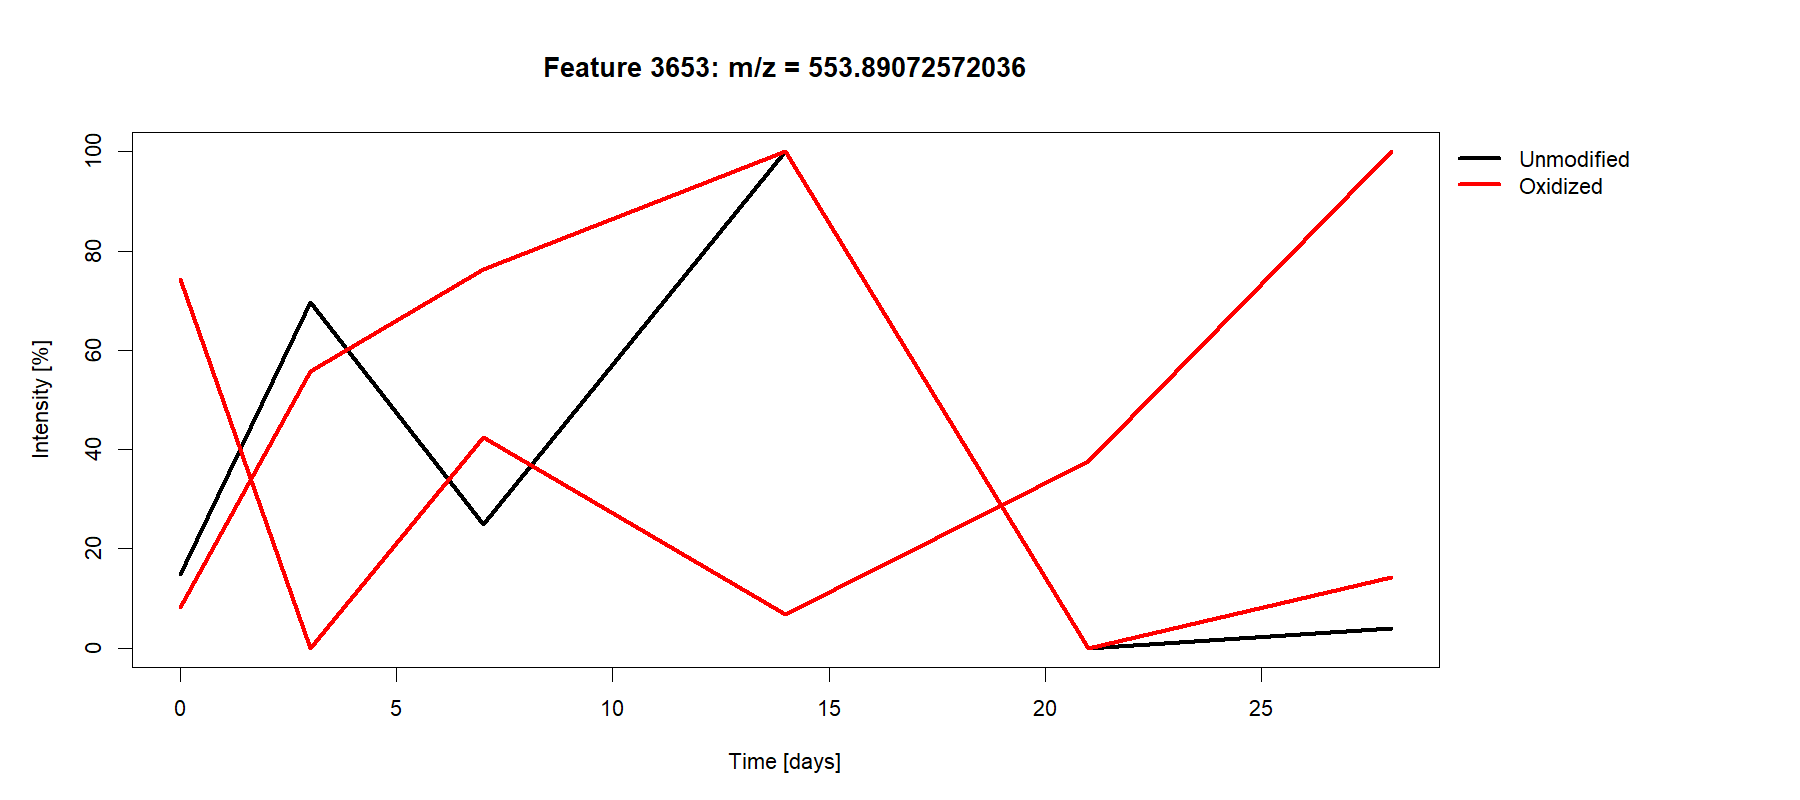 Feature 3653: m/z = 553.89072572036
Unmodified
Oxidized
100
80
60
40
20
0
Intensity [%]
0 5 10 15 20 25
Time [days]